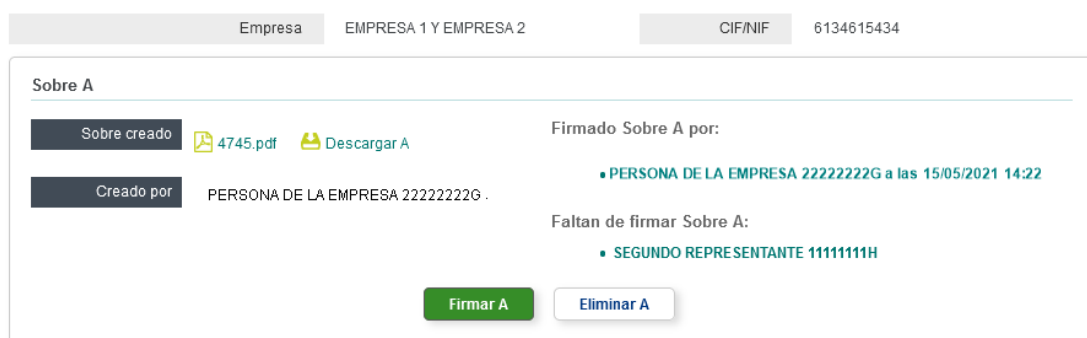 Empresa EMPRESA 1 Y EMPRESA 2 CIF/NIF 6134615434
Sobre A
Sobre creado 4745.pdf Descargar A
Creado por PERSONA DE LA EMPRESA 22222222G .
Firmado Sobre A por:
• PERSONA DE LA EMPRESA 22222222G a las 15/05/2021 14:22
Faltan de firmar Sobre A:
• SEGUNDO REPRESENTANTE 11111111H
Firmar A Eliminar A